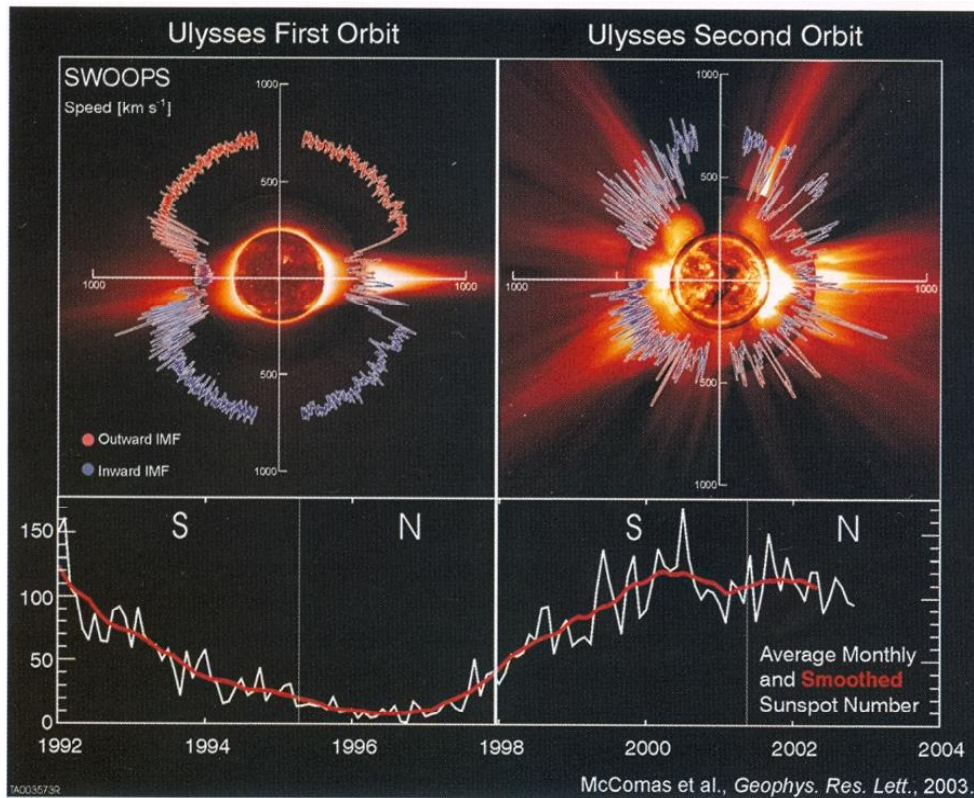 Ulysses First Orbit
Ulysses Second Orbit
SWOOPS
Speed [km s⁻¹]
1000
500
1000
1000
500
1000
Outward IMF
Inward IMF
1000
500
1000
1000
500
1000
S
N
S
N
150
100
50
0
Average Monthly
and Smoothed
Sunspot Number
1992
1994
1996
1998
2000
2002
2004
TA003573R
McComas et al., Geophys. Res. Lett., 2003.